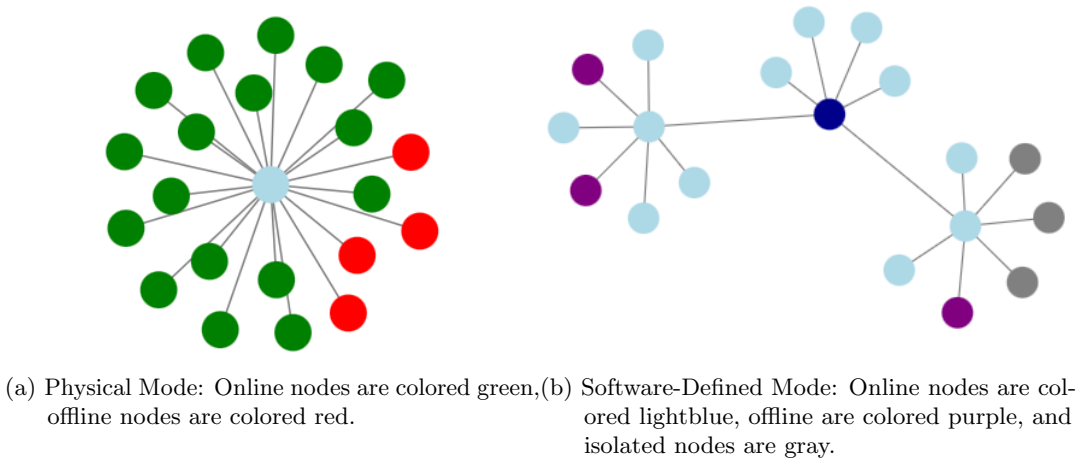 (a) Physical Mode: Online nodes are colored green,
offline nodes are colored red.
(b) Software-Defined Mode: Online nodes are col-
ored lightblue, offline are colored purple, and
isolated nodes are gray.